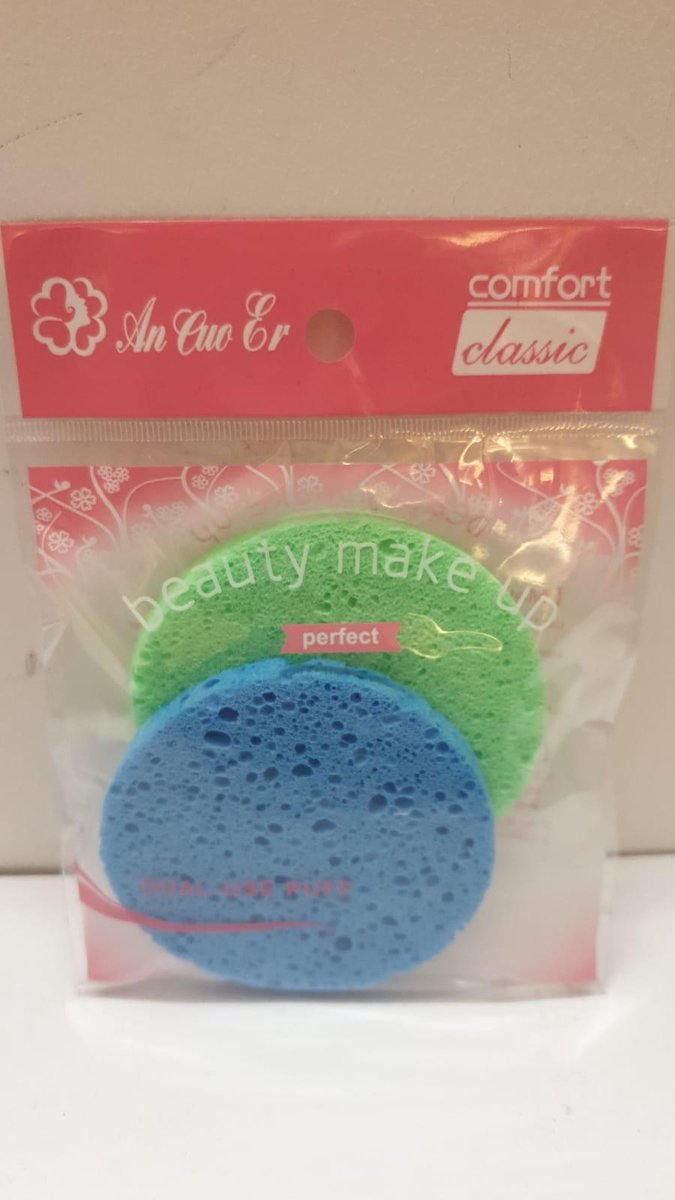 An Cuo Er
comfort
classic
beauty make up
perfect
DUAL USE PUFF